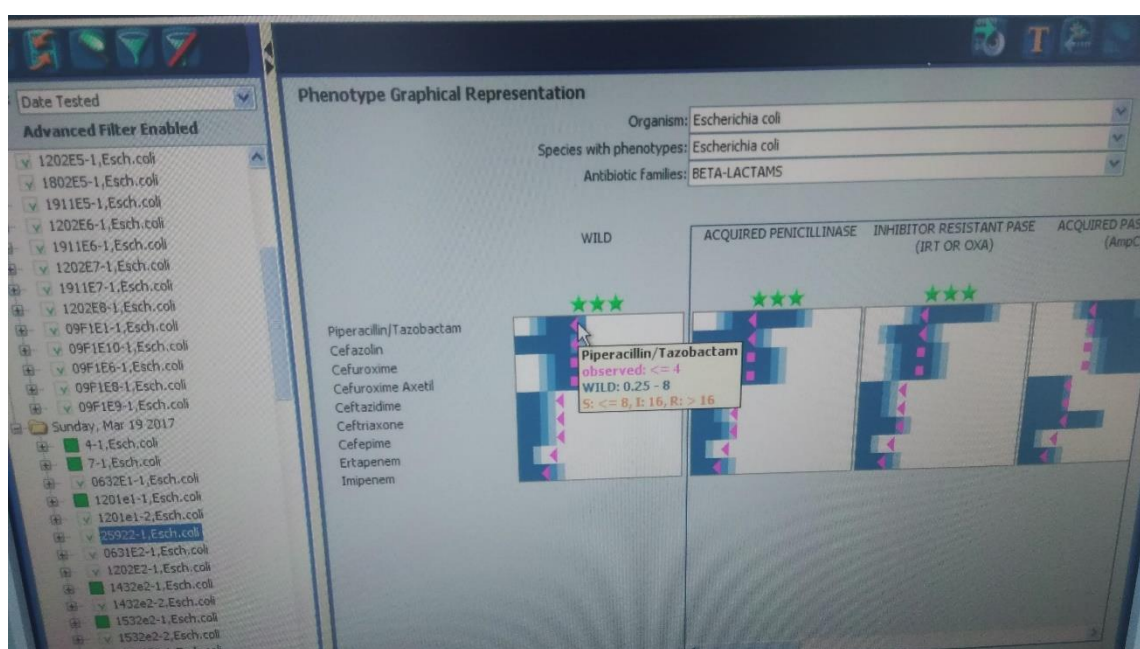 T
Date Tested
Advanced Filter Enabled
1202E5-1,Esch.coli
1802E5-1,Esch.coli
1911E5-1,Esch.coli
1202E6-1,Esch.coli
1911E6-1,Esch.coli
1202E7-1,Esch.coli
1911E7-1,Esch.coli
1202E8-1,Esch.coli
09F1E1-1,Esch.coli
09F1E10-1,Esch.coli
09F1E6-1,Esch.coli
09F1E8-1,Esch.coli
09F1E9-1,Esch.coli
Sunday, Mar 19 2017
4-1,Esch.coli
7-1,Esch.coli
0632E1-1,Esch.coli
1201e1-1,Esch.coli
1201e1-2,Esch.coli
25922-1,Esch.coli
0631E2-1,Esch.coli
1202E2-1,Esch.coli
1432e2-1,Esch.coli
1432e2-2,Esch.coli
1532e2-1,Esch.coli
1532e2-2,Esch.coli
Phenotype Graphical Representation
Organism: Escherichia coli
Species with phenotypes: Escherichia coli
Antibiotic families: BETA-LACTAMS
WILD
ACQUIRED PENICILLINASE
INHIBITOR RESISTANT PASE
(IRT OR OXA)
ACQUIRED PAS
(AmpC
Piperacillin/Tazobactam
Cefazolin
Cefuroxime
Cefuroxime Axetil
Ceftazidime
Ceftriaxone
Cefepime
Ertapenem
Imipenem
Piperacillin/Tazobactam
observed: <= 4
WILD: 0.25 - 8
S: <= 8, I: 16, R: > 16